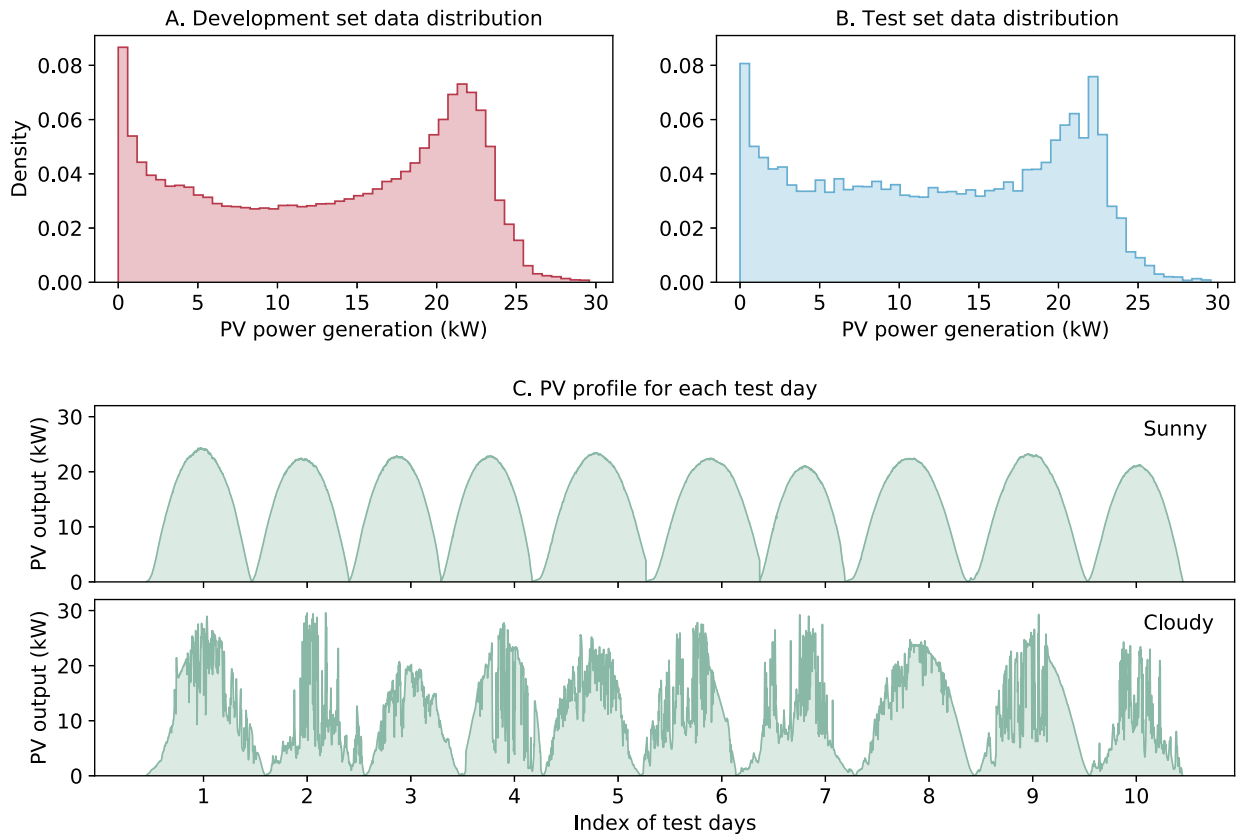 A. Development set data distribution
B. Test set data distribution
Density
0.08
0.06
0.04
0.02
0.00
0 5 10 15 20 25 30
PV power generation (kW)
0.08
0.06
0.04
0.02
0.00
0 5 10 15 20 25 30
PV power generation (kW)
C. PV profile for each test day
PV output (kW)
30
20
10
0
Sunny
PV output (kW)
30
20
10
0
Cloudy
1 2 3 4 5 6 7 8 9 10
Index of test days